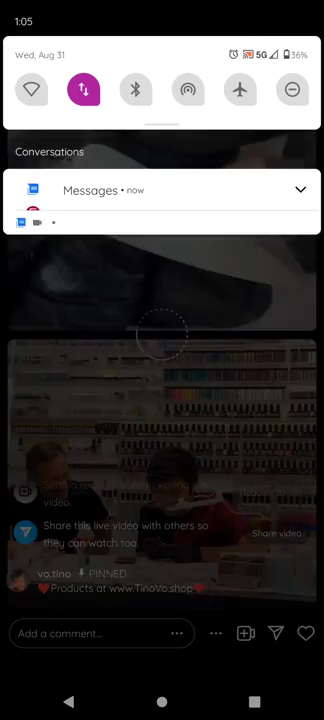 1:05
Wed, Aug 31
5G
36%
Conversations
Messages • now
video.
Share this live video with others so
they can watch too.
Share video
vo.tino PINNED
❤️Products at www.TinoVo.shop❤️
Add a comment...